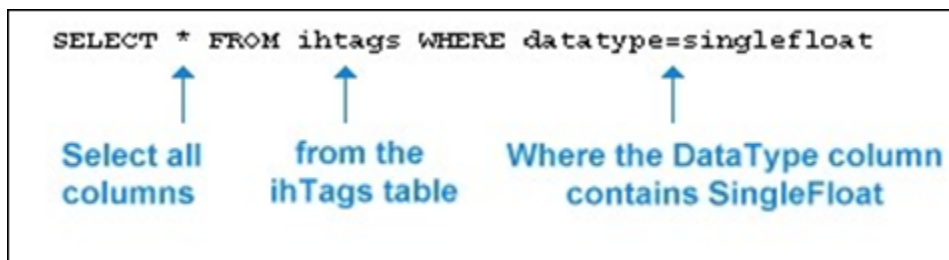 SELECT * FROM ihtags WHERE datatype=singlefloat
Select all
columns
from the
ihTags table
Where the DataType column
contains SingleFloat